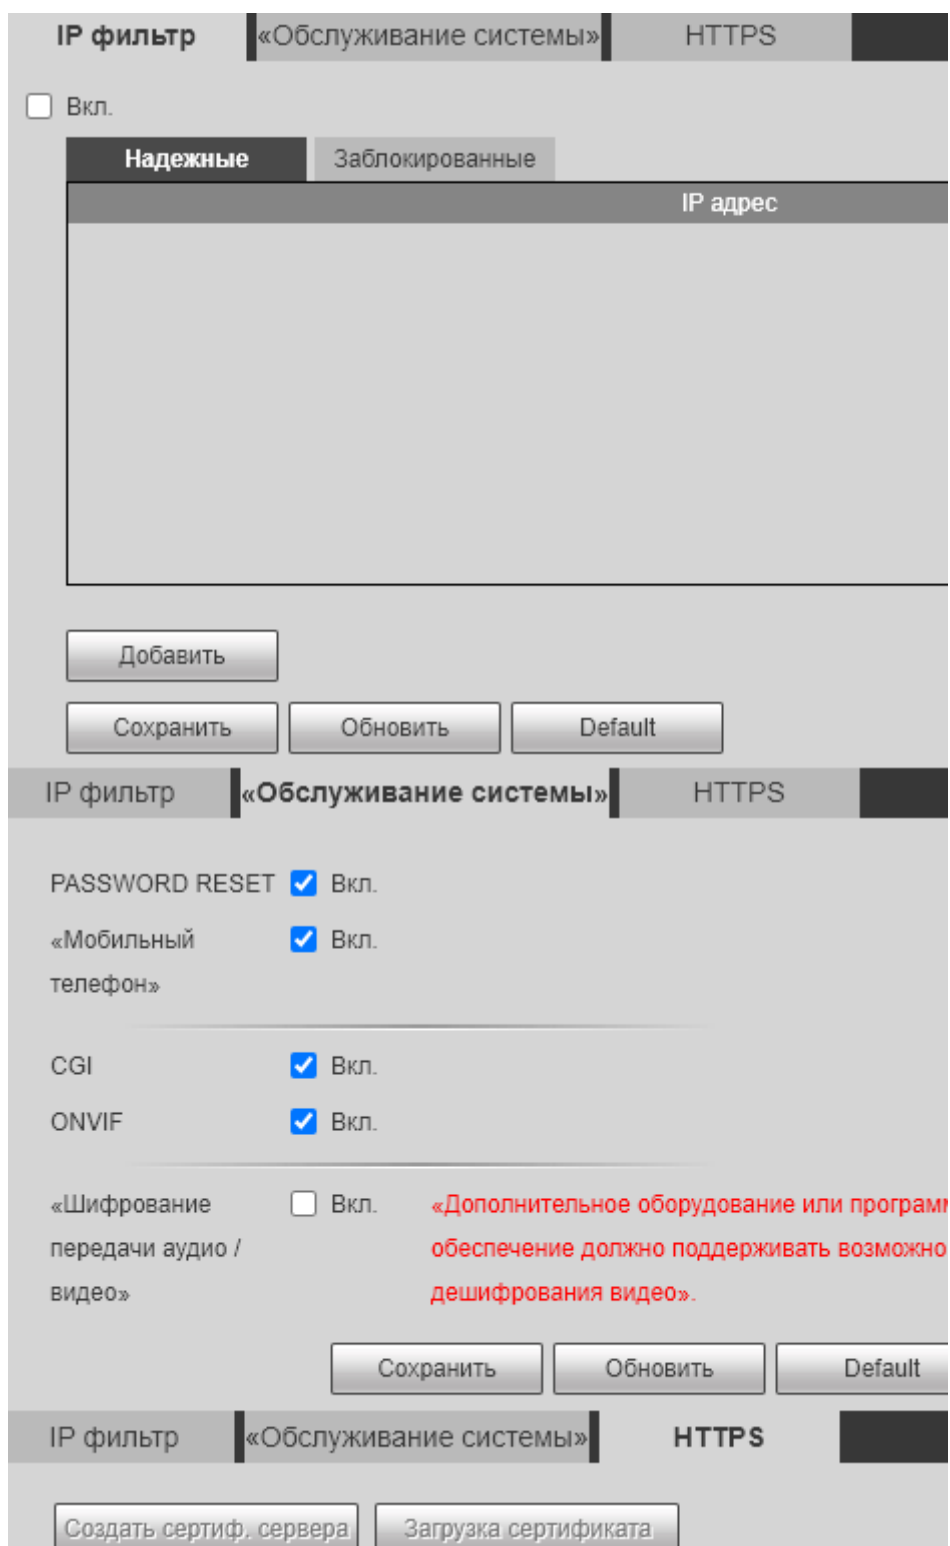 IP фильтр «Обслуживание системы» HTTPS
Вкл.
Надежные Заблокированные
IP адрес
Добавить
Сохранить Обновить Default
IP фильтр «Обслуживание системы» HTTPS
PASSWORD RESET Вкл.
«Мобильный Вкл.
телефон»
CGI Вкл.
ONVIF Вкл.
«Шифрование Вкл. «Дополнительное оборудование или програм
передачи аудио / обеспечение должно поддерживать возможно
видео» дешифрования видео».
Сохранить Обновить Default
IP фильтр «Обслуживание системы» HTTPS
Создать сертиф. сервера Загрузка сертификата